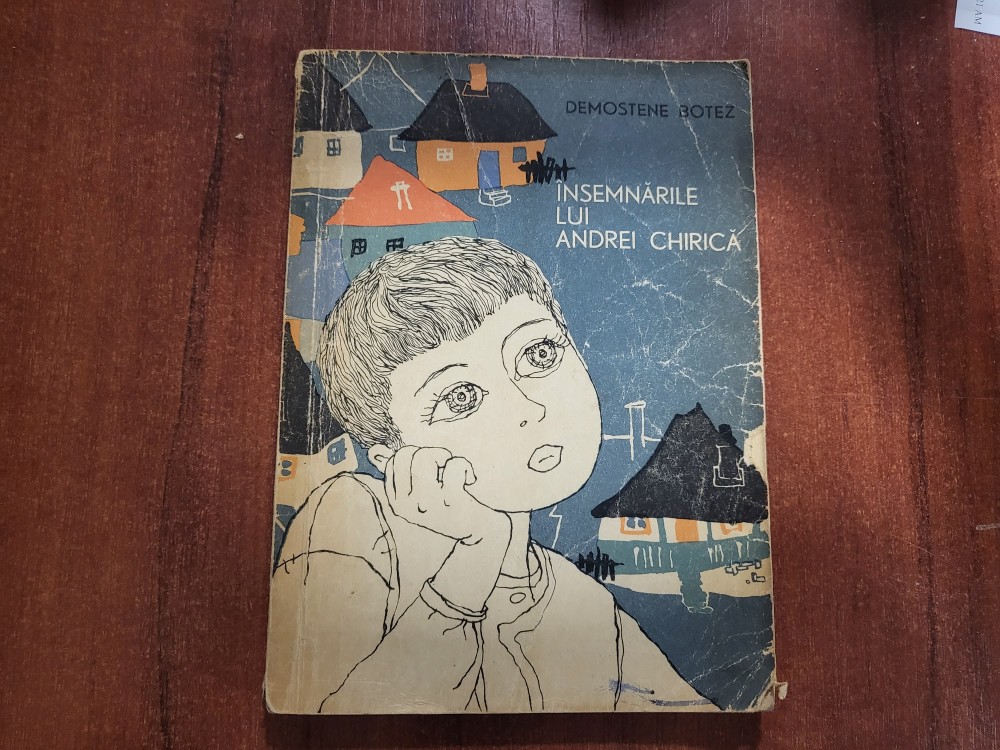 DEMOSTENE BOTEZ
ÎNSEMNĂRILE
LUI
ANDREI CHIRICĂ